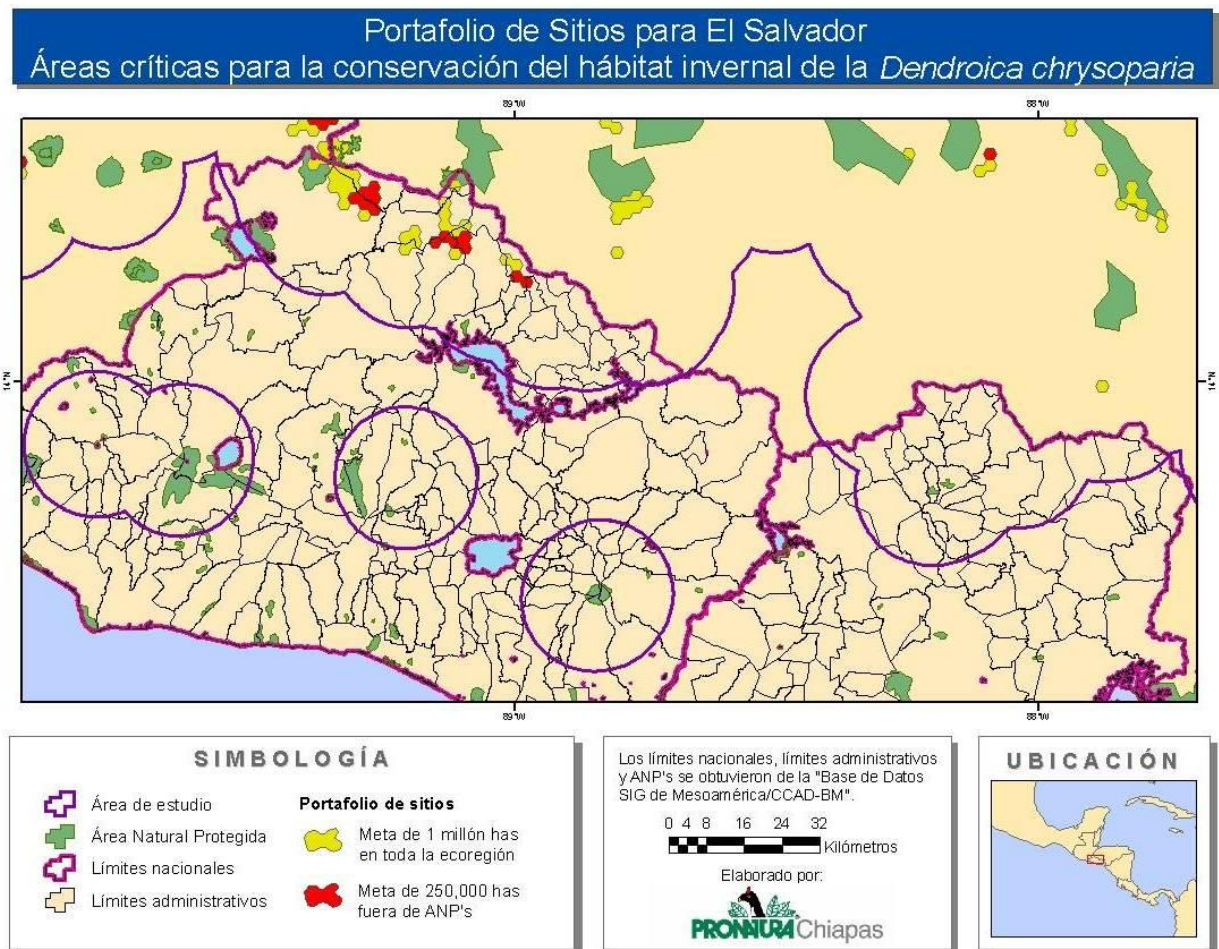 Portafolio de Sitios para El Salvador
Áreas críticas para la conservación del hábitat invernal de la Dendroica chrysoparia
89°W
88°W
14°N
14°N
89°W
88°W
SIMBOLOGÍA
Área de estudio
Área Natural Protegida
Límites nacionales
Límites administrativos
Portafolio de sitios
Meta de 1 millón has
en toda la ecoregión
Meta de 250,000 has
fuera de ANP's
Los límites nacionales, límites administrativos
y ANP's se obtuvieron de la "Base de Datos
SIG de Mesoamérica/CCAD-BM".
0 4 8 16 24 32
Kilómetros
Elaborado por:
PRONATURA Chiapas
UBICACIÓN